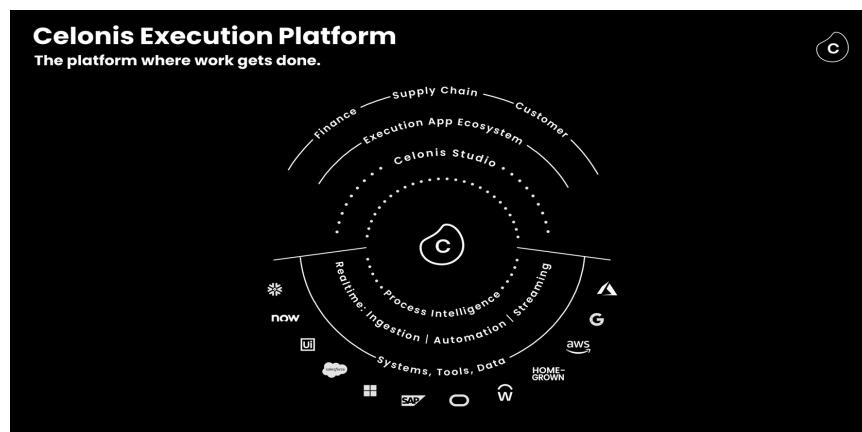 Celonis Execution Platform
The platform where work gets done.
C
Finance
Supply Chain
Customer
Execution App Ecosystem
Celonis Studio
C
Process Intelligence
Realtime: Ingestion | Automation | Streaming
Systems, Tools, Data
now
Ui
salesforce
SAP
W
HOME-
GROWN
aws
G